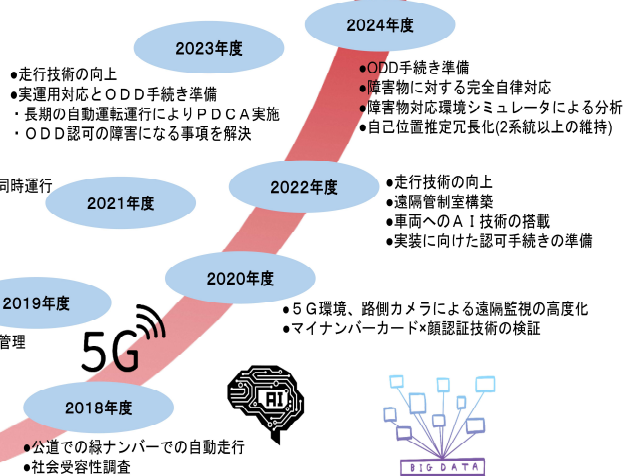 2024年度
●ODD手続き準備
●障害物に対する完全自律対応
●障害物対応環境シミュレータによる分析
●自己位置推定冗長化(2系統以上の維持)
2023年度
●走行技術の向上
●実運用対応とＯＤＤ手続き準備
・長期の自動運転運行によりＰＤＣＡ実施
・ＯＤＤ認可の障害になる事項を解決
2022年度
●走行技術の向上
●遠隔管制室構築
●車両へのＡＩ技術の搭載
●実装に向けた認可手続きの準備
同時運行
2021年度
2020年度
●５Ｇ環境、路側カメラによる遠隔監視の高度化
●マイナンバーカード×顔認証技術の検証
2019年度
管理
5G
2018年度
●公道での緑ナンバーでの自動走行
●社会受容性調査
AI
BIG DATA